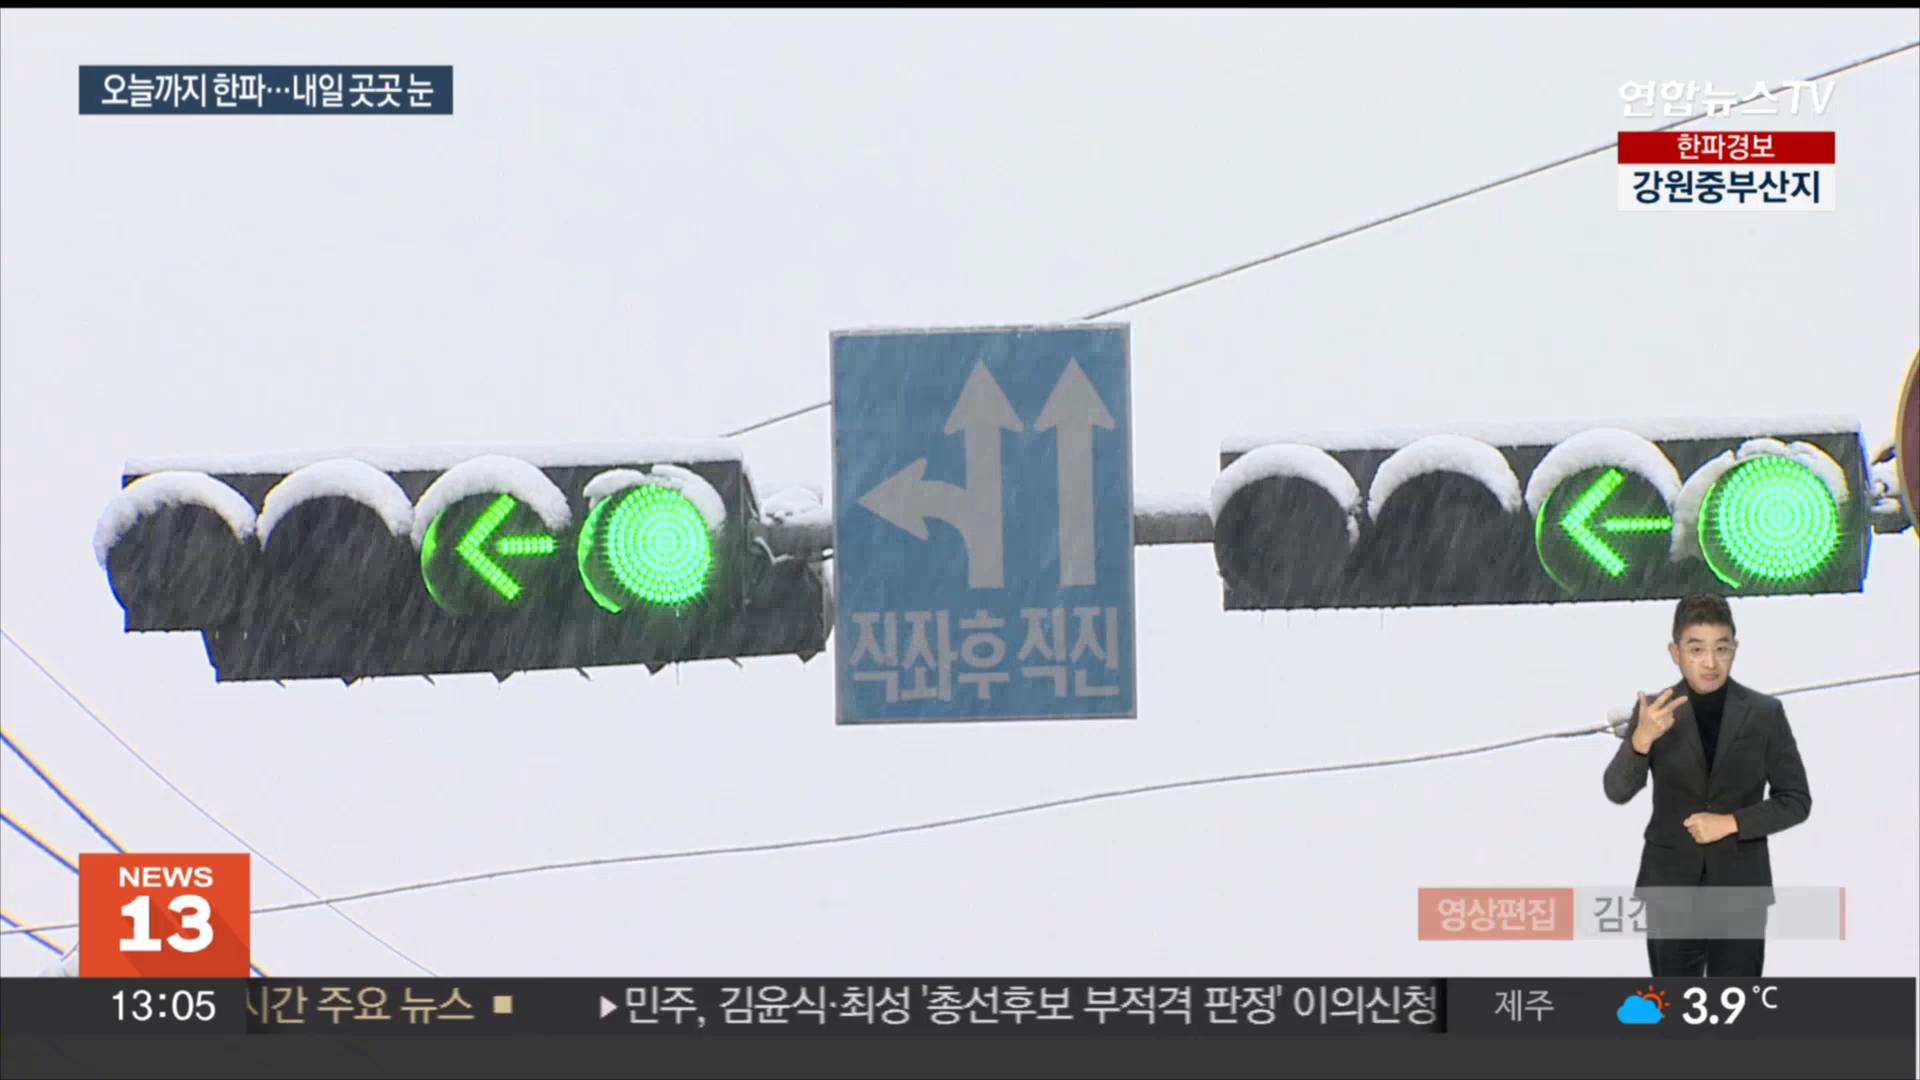 오늘까지 한파…내일 곳곳 눈
연합뉴스TV
한파경보
강원중부산지
직좌후 직진
영상편집
NEWS
13
13:05
시간 주요 뉴스 ■
▶민주, 김윤식·최성 '총선후보 부적격 판정' 이의신청
제주
3.9℃